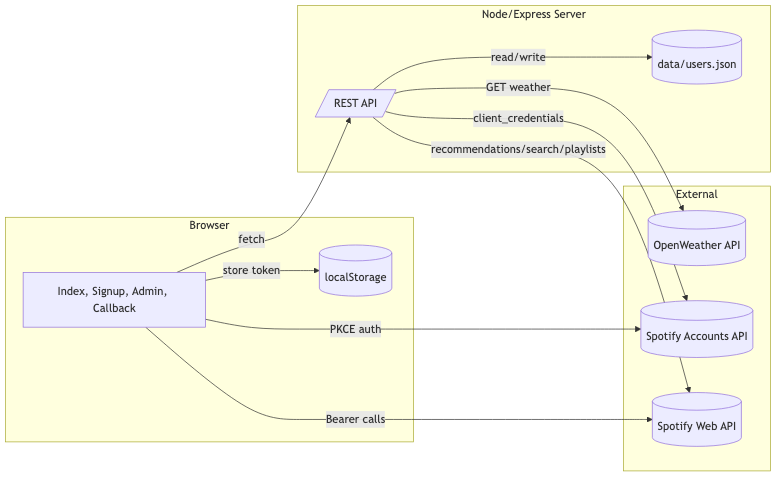 Node/Express Server
read/write
data/users.json
GET weather
REST API
client_credentials
recommendations/search/playlists
External
Browser
fetch
OpenWeather API
store token
localStorage
Index, Signup, Admin,
Callback
PKCE auth
Spotify Accounts API
Bearer calls
Spotify Web API